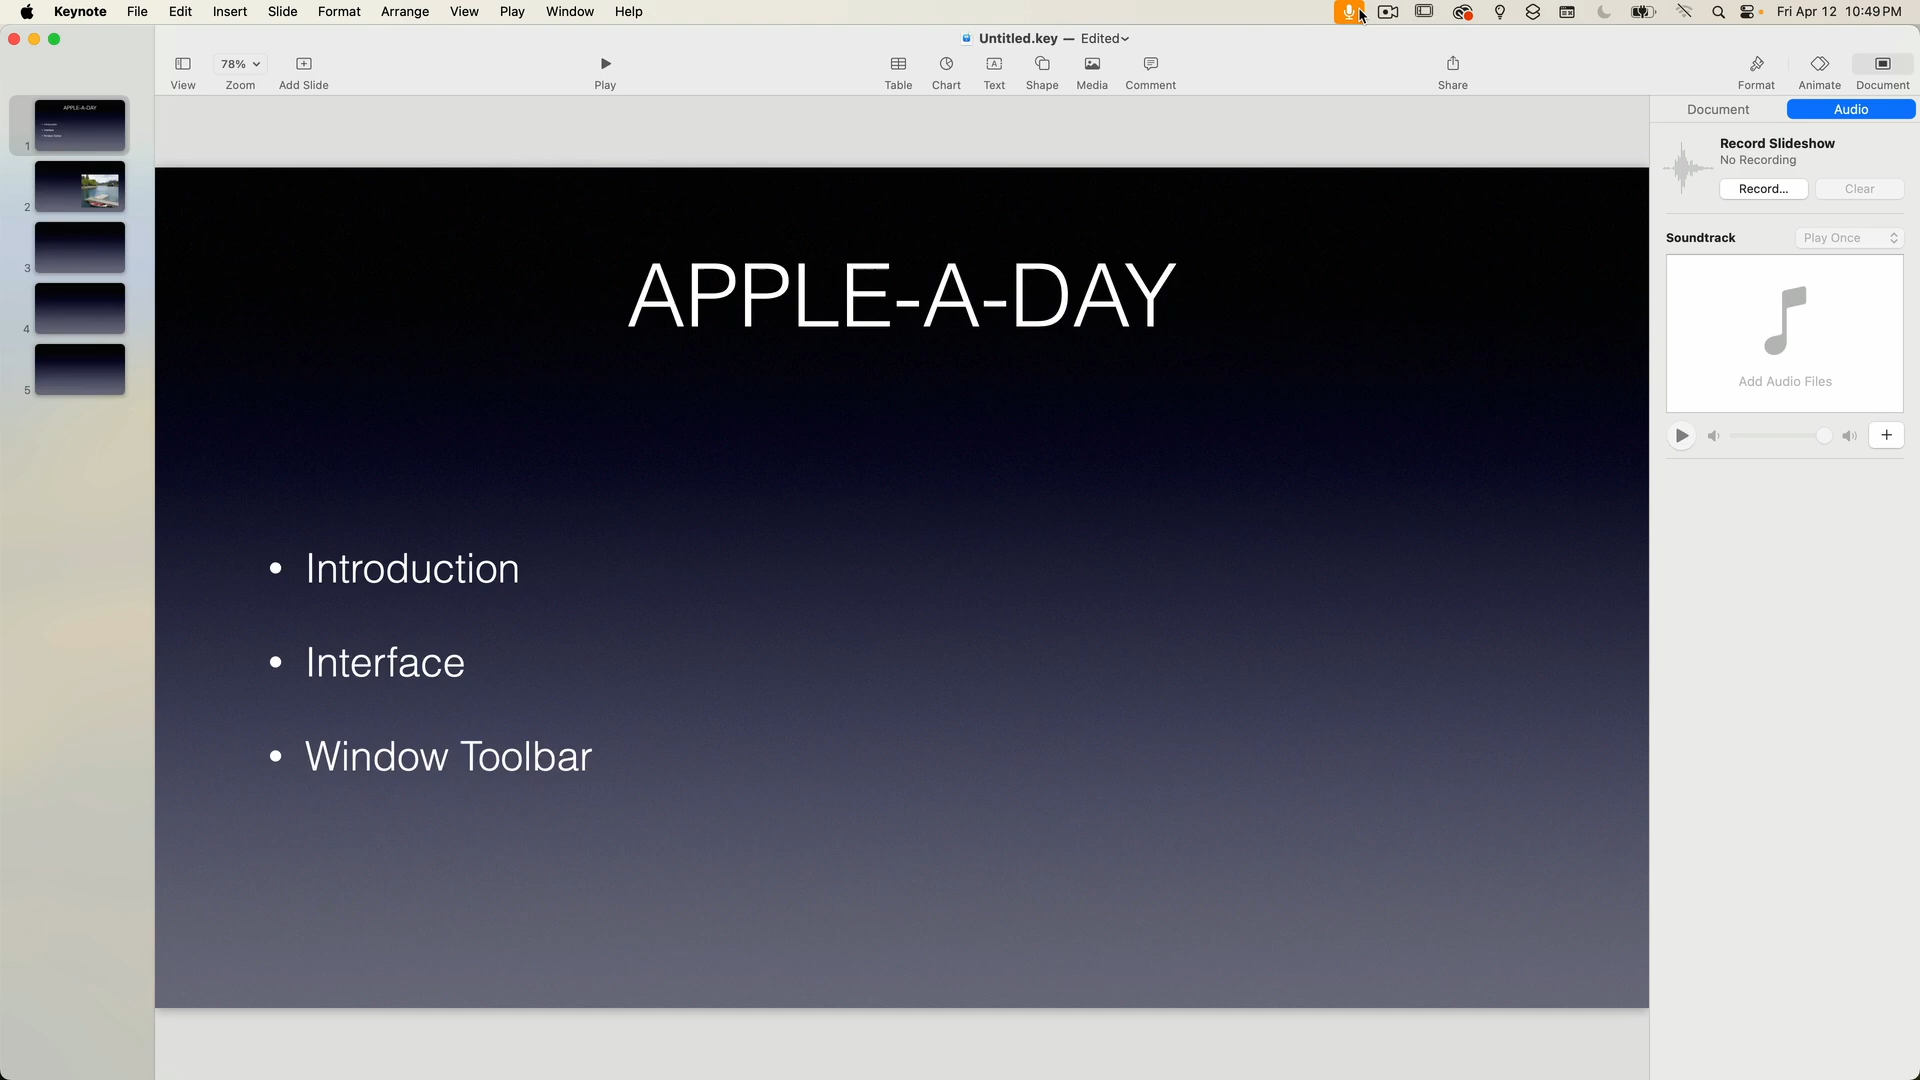 Keynote File Edit Insert Slide Format Arrange View Play Window Help Fri Apr 12 10:49 PM
Untitled.key — Edited
78%
View Zoom Add Slide Play Table Chart Text Shape Media Comment Share Format Animate Document
Document Audio
Record Slideshow
No Recording
Record... Clear
Soundtrack Play Once
Add Audio Files
APPLE-A-DAY
1
2
3
4
5
APPLE-A-DAY
• Introduction
• Interface
• Window Toolbar